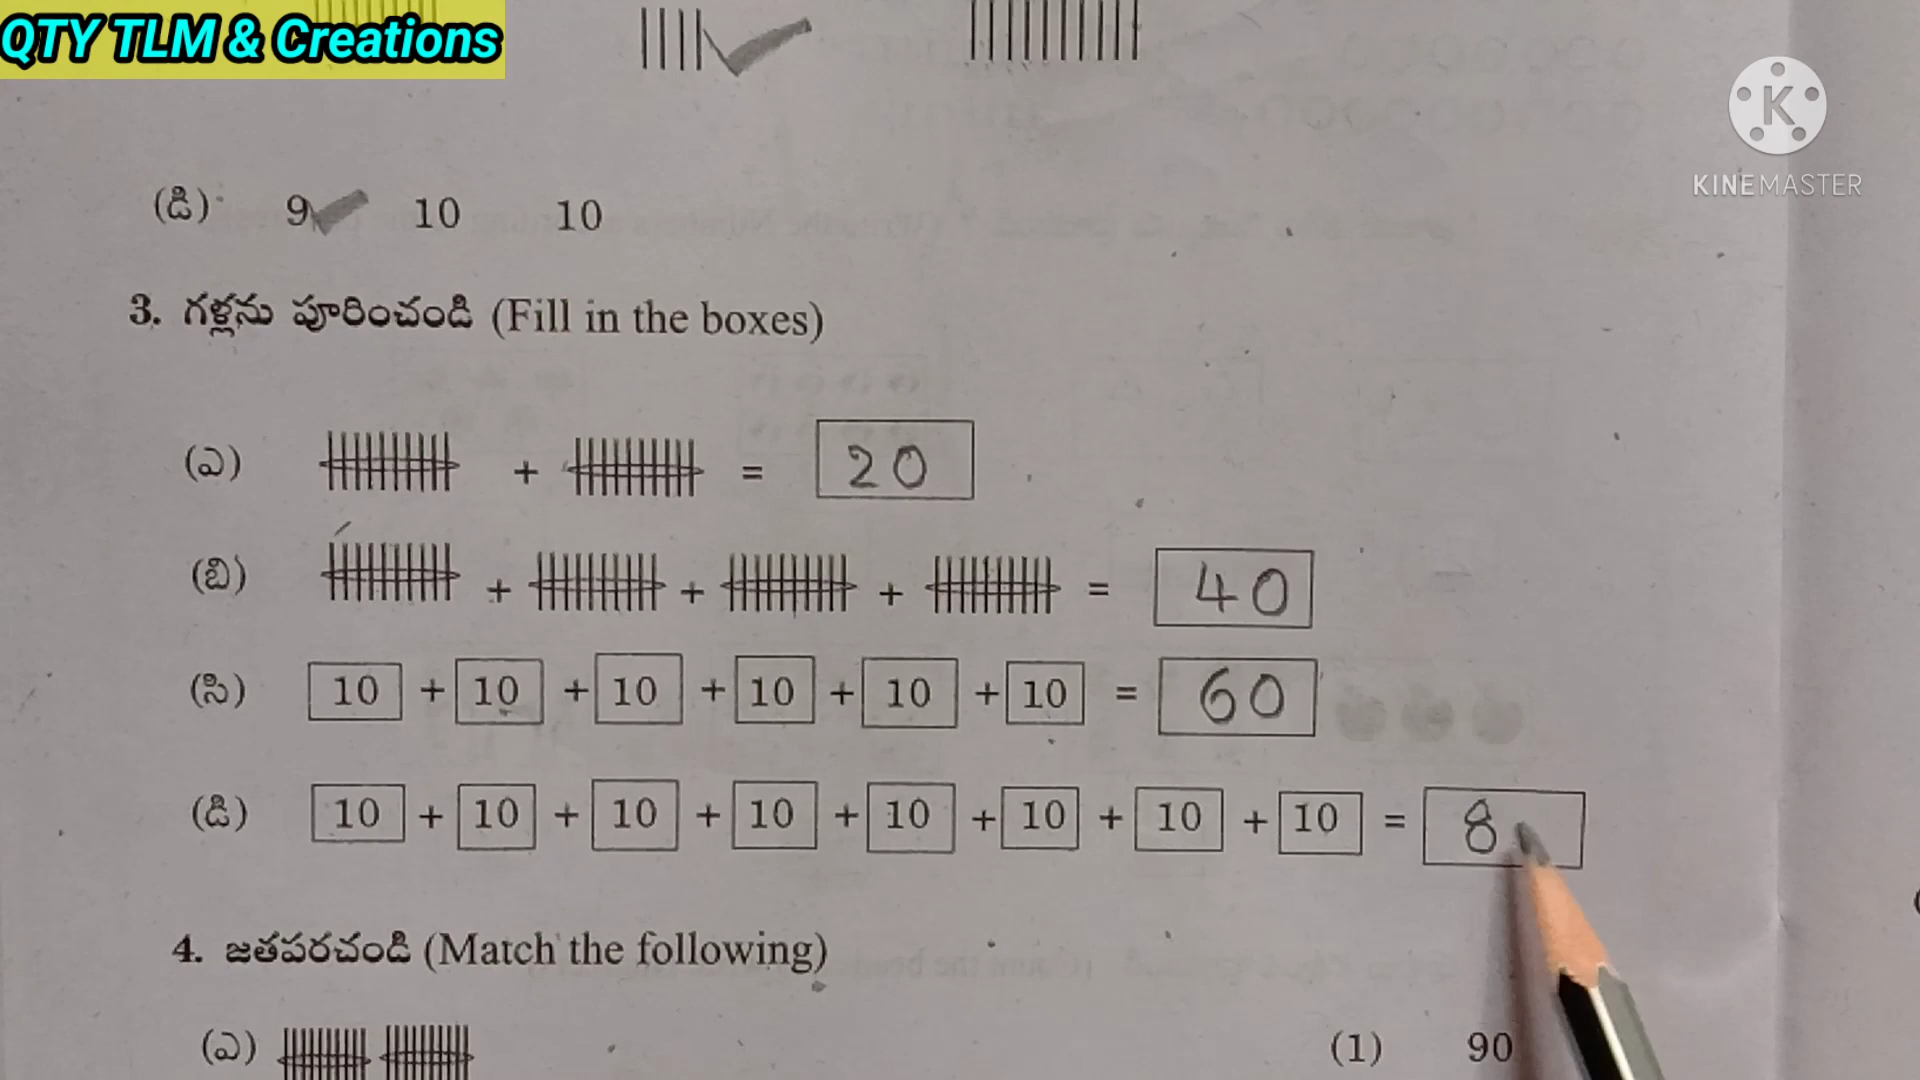 QTY TLM & Creations
KINEMASTER
(డి) 9 10 10
3. గళ్లను పూరించండి (Fill in the boxes)
(ఎ) + = 20
(బి) + + + = 40
(సి) 10 + 10 + 10 + 10 + 10 + 10 = 60
(డి) 10 + 10 + 10 + 10 + 10 + 10 + 10 + 10 = 8
4. జతపరచండి (Match the following)
(ఎ) (1) 90